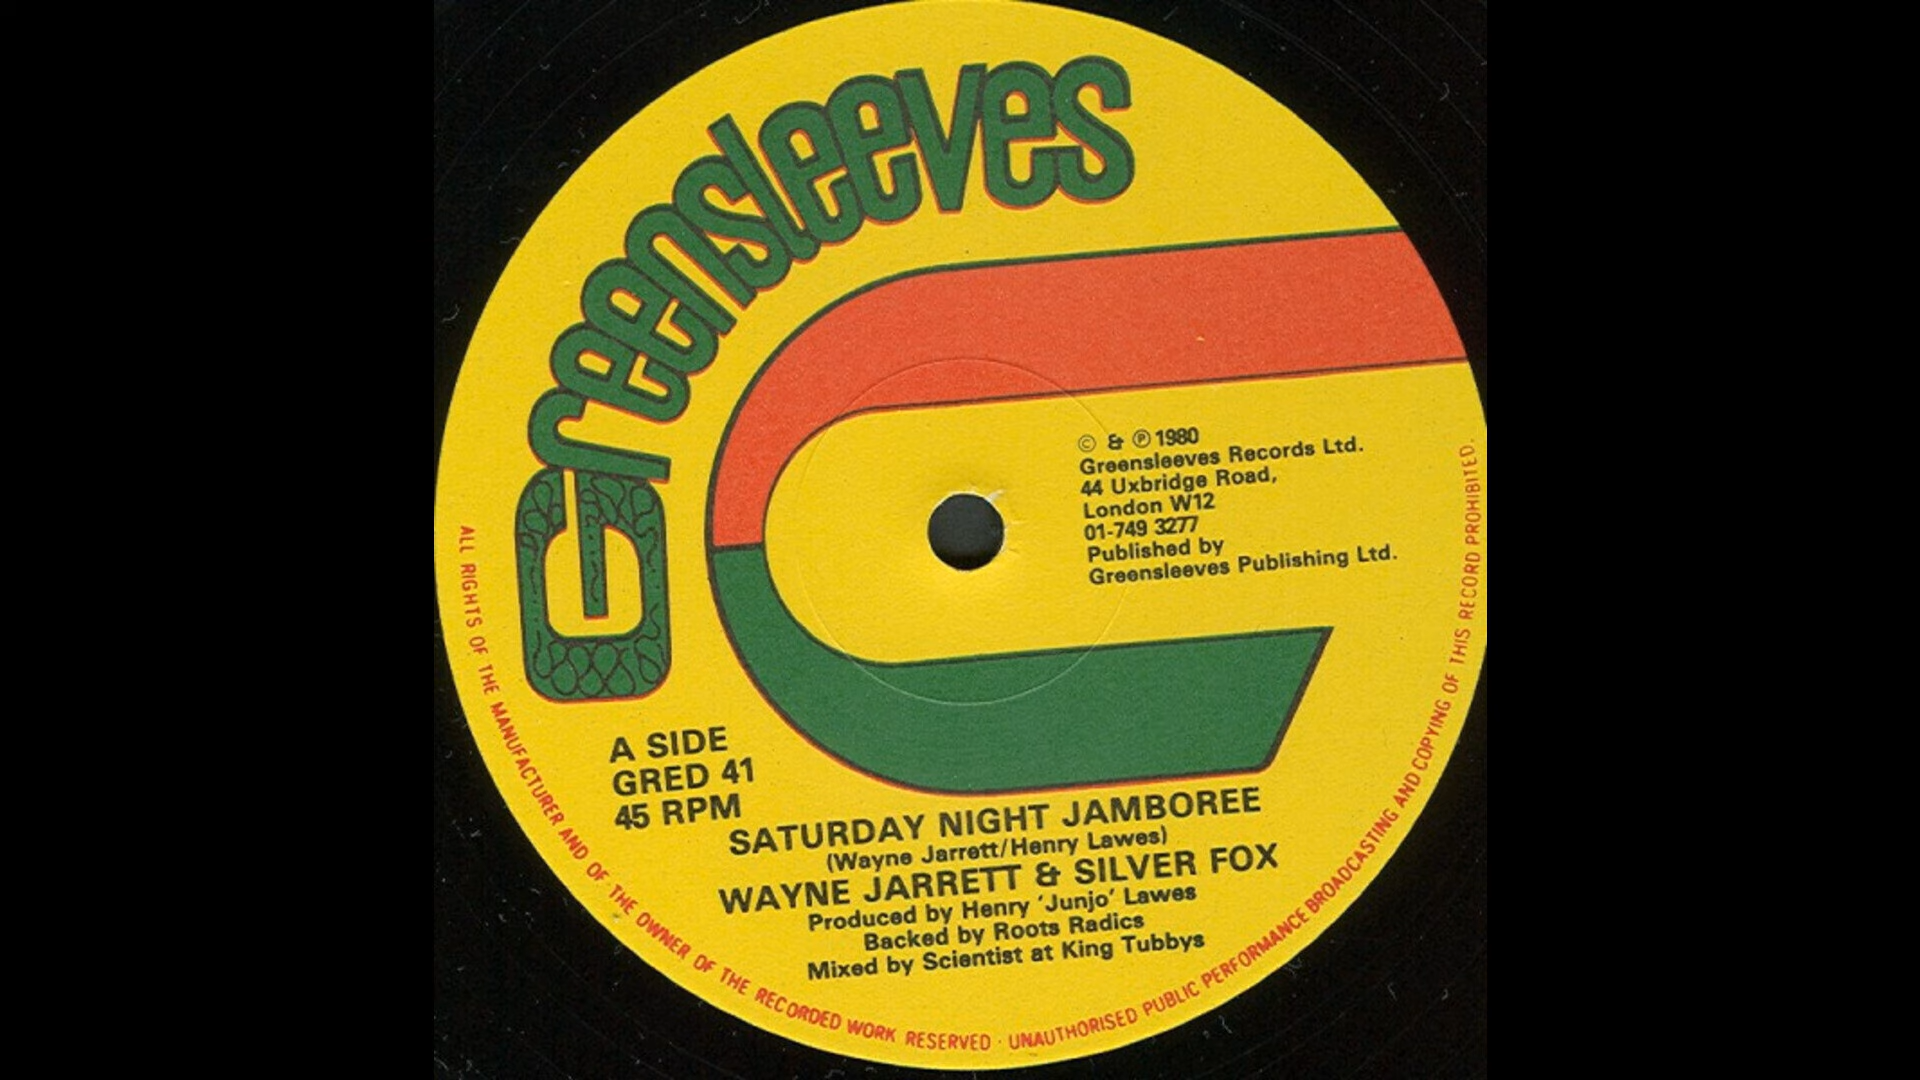 Greensleeves
© & ℗ 1980
Greensleeves Records Ltd.
44 Uxbridge Road,
London W12
01-749 3277
Published by
Greensleeves Publishing Ltd.
A SIDE
GRED 41
45 RPM
SATURDAY NIGHT JAMBOREE
(Wayne Jarrett/Henry Lawes)
WAYNE JARRETT & SILVER FOX
Produced by Henry 'Junjo' Lawes
Backed by Roots Radics
Mixed by Scientist at King Tubbys
ALL RIGHTS OF THE MANUFACTURER AND OF THE OWNER OF THE RECORDED WORK RESERVED · UNAUTHORISED PUBLIC PERFORMANCE BROADCASTING AND COPYING OF THIS RECORD PROHIBITED.